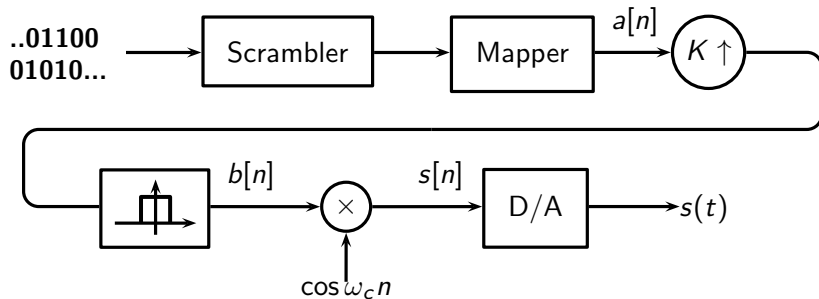 ..01100
01010...
Scrambler
Mapper
a[n]
K ↑
b[n]
×
s[n]
D/A
s(t)
cos ω_c n